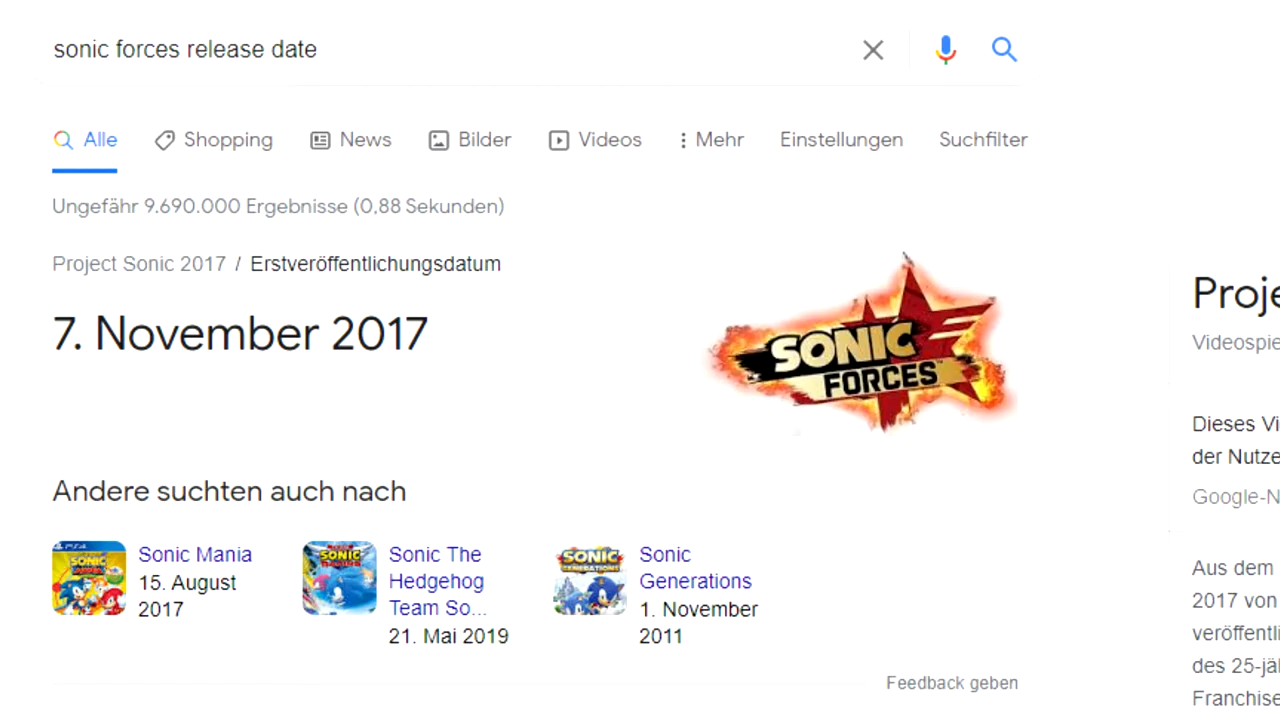 sonic forces release date
Alle Shopping News Bilder Videos Mehr Einstellungen Suchfilter
Ungefähr 9.690.000 Ergebnisse (0,88 Sekunden)
Project Sonic 2017 / Erstveröffentlichungsdatum
7. November 2017
SONIC
FORCES
Andere suchten auch nach
Sonic Mania
15. August
2017
Sonic The
Hedgehog
Team So...
21. Mai 2019
SONIC
GENERATIONS
Sonic
Generations
1. November
2011
Feedback geben
Proje
Videospie
Dieses Vi
der Nutze
Google-N
Aus dem
2017 von
veröffentli
des 25-jäl
Franchise